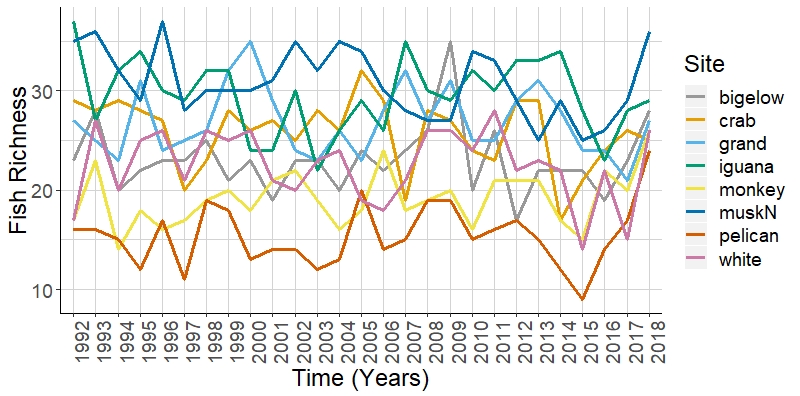 Fish Richness
30
20
10
1992 1993 1994 1995 1996 1997 1998 1999 2000 2001 2002 2003 2004 2005 2006 2007 2008 2009 2010 2011 2012 2013 2014 2015 2016 2017 2018
Time (Years)
Site
bigelow
crab
grand
iguana
monkey
muskN
pelican
white